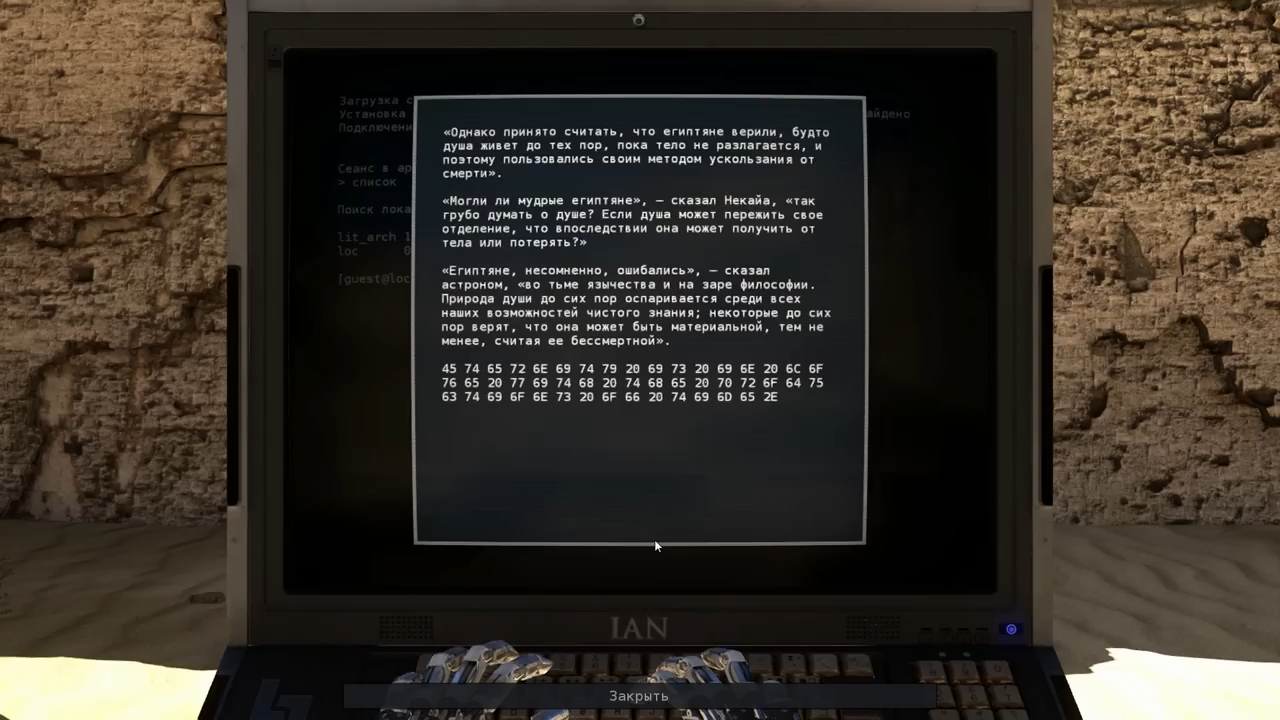 Загрузка с
Установка
айдено
Подключени
Сеанс в ар
> список
Поиск лока
lit_arch 1
loc 0
[guest@loc
«Однако принято считать, что египтяне верили, будто
душа живет до тех пор, пока тело не разлагается, и
поэтому пользовались своим методом ускользания от
смерти».
«Могли ли мудрые египтяне», — сказал Некайа, «так
грубо думать о душе? Если душа может пережить свое
отделение, что впоследствии она может получить от
тела или потерять?»
«Египтяне, несомненно, ошибались», — сказал
астроном, «во тьме язычества и на заре философии.
Природа души до сих пор оспаривается среди всех
наших возможностей чистого знания; некоторые до сих
пор верят, что она может быть материальной, тем не
менее, считая ее бессмертной».
45 74 65 72 6E 69 74 79 20 69 73 20 69 6E 20 6C 6F
76 65 20 77 69 74 68 20 74 68 65 20 70 72 6F 64 75
63 74 69 6F 6E 73 20 6F 66 20 74 69 6D 65 2E
IAN
Закрыть